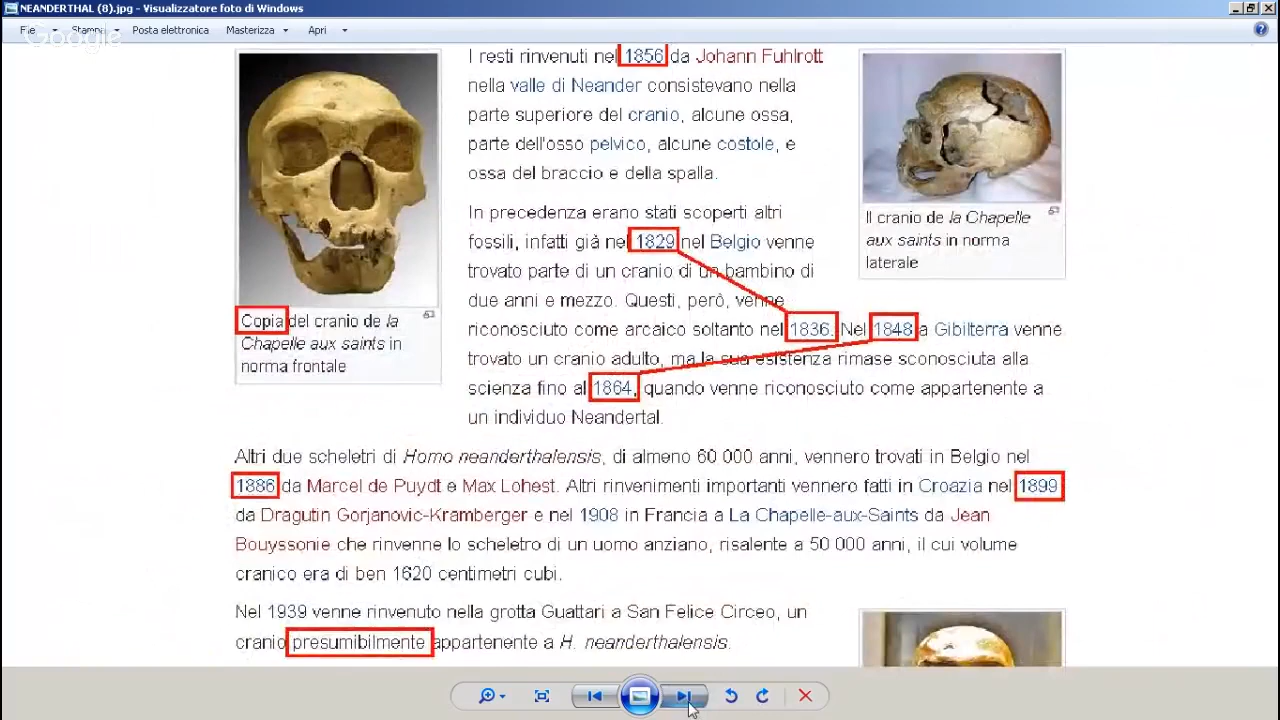 NEANDERTHAL (8).jpg - Visualizzatore foto di Windows
File Stampa Posta elettronica Masterizza Apri
Google
I resti rinvenuti nel 1856 da Johann Fuhlrott
nella valle di Neander consistevano nella
parte superiore del cranio, alcune ossa,
parte dell'osso pelvico, alcune costole, e
ossa del braccio e della spalla.
In precedenza erano stati scoperti altri
fossili, infatti già nel 1829 nel Belgio venne
trovato parte di un cranio di un bambino di
due anni e mezzo. Questi, però, venne
riconosciuto come arcaico soltanto nel 1836. Nel 1848 a Gibilterra venne
trovato un cranio adulto, ma la sua esistenza rimase sconosciuta alla
scienza fino al 1864, quando venne riconosciuto come appartenente a
un individuo Neandertal.
Copia del cranio de la
Chapelle aux saints in
norma frontale
Il cranio de la Chapelle
aux saints in norma
laterale
Altri due scheletri di Homo neanderthalensis, di almeno 60 000 anni, vennero trovati in Belgio nel
1886 da Marcel de Puydt e Max Lohest. Altri rinvenimenti importanti vennero fatti in Croazia nel 1899
da Dragutin Gorjanovic-Kramberger e nel 1908 in Francia a La Chapelle-aux-Saints da Jean
Bouyssonie che rinvenne lo scheletro di un uomo anziano, risalente a 50 000 anni, il cui volume
cranico era di ben 1620 centimetri cubi.
Nel 1939 venne rinvenuto nella grotta Guattari a San Felice Circeo, un
cranio presumibilmente appartenente a H. neanderthalensis.